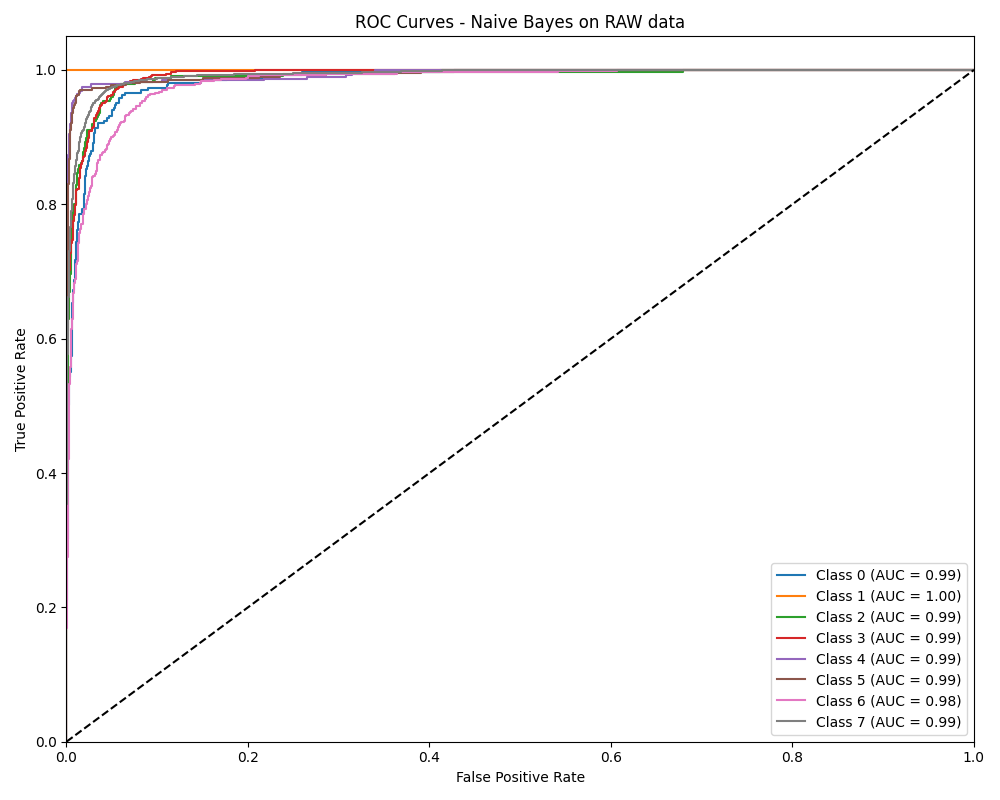 ROC Curves - Naive Bayes on RAW data
True Positive Rate
1.0
0.8
0.6
0.4
0.2
0.0
0.0 0.2 0.4 0.6 0.8 1.0
False Positive Rate
Class 0 (AUC = 0.99)
Class 1 (AUC = 1.00)
Class 2 (AUC = 0.99)
Class 3 (AUC = 0.99)
Class 4 (AUC = 0.99)
Class 5 (AUC = 0.99)
Class 6 (AUC = 0.98)
Class 7 (AUC = 0.99)